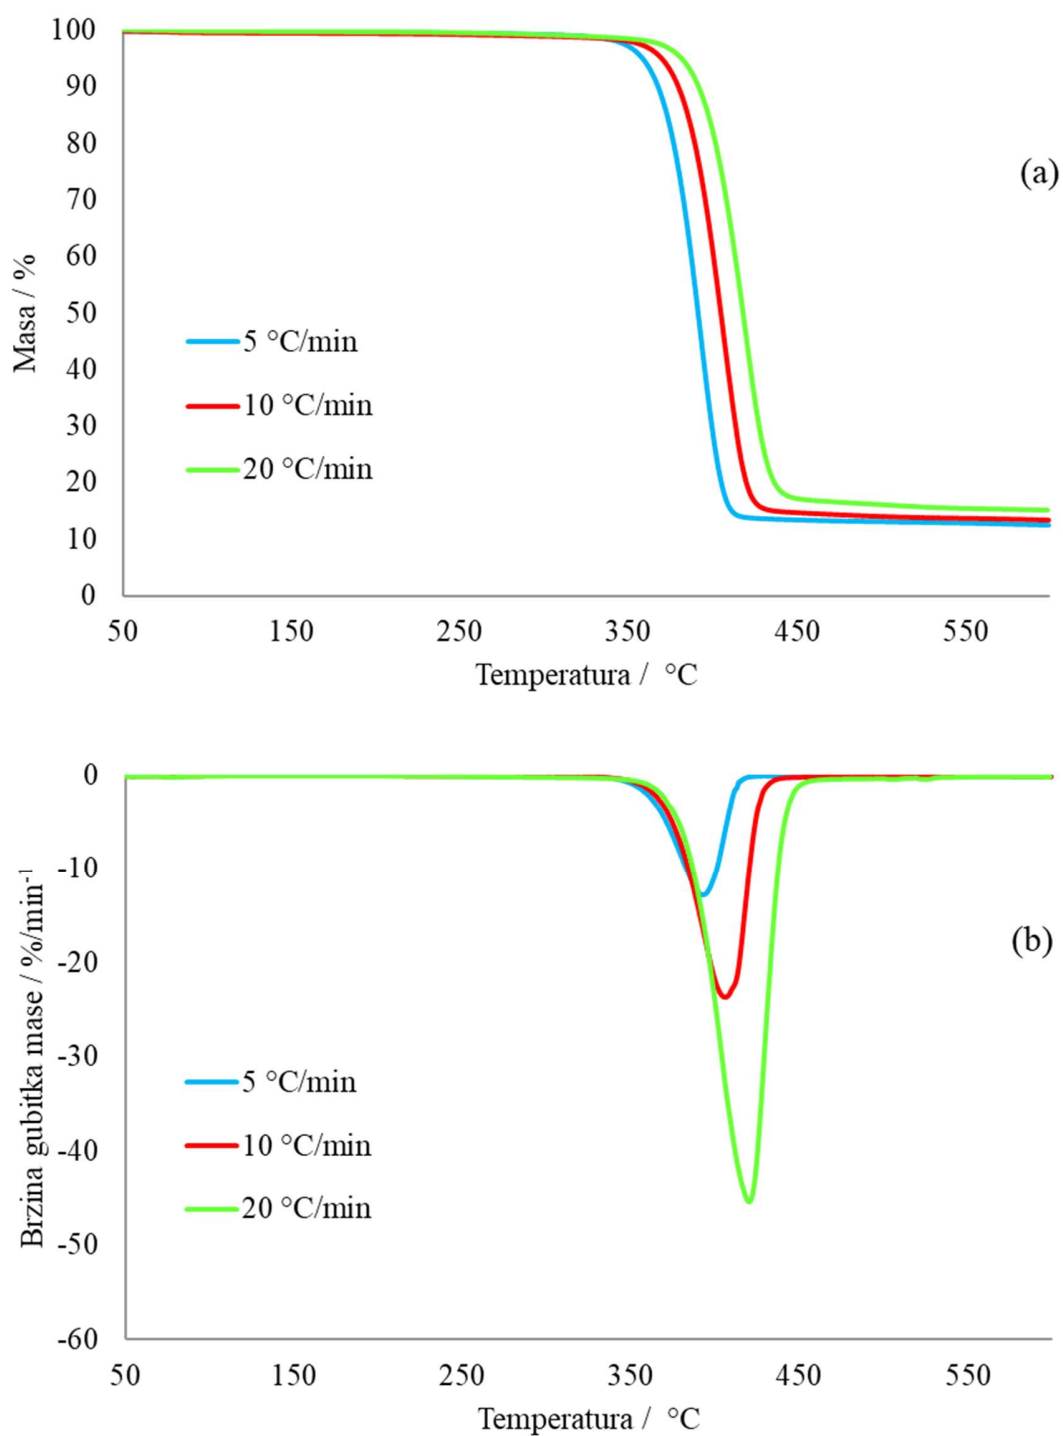 100
90
80
70
60
50
40
30
20
10
0
Masa / %
5 °C/min
10 °C/min
20 °C/min
(a)
50 150 250 350 450 550
Temperatura / °C
0
-10
-20
-30
-40
-50
-60
Brzina gubitka mase / %/min⁻¹
5 °C/min
10 °C/min
20 °C/min
(b)
50 150 250 350 450 550
Temperatura / °C